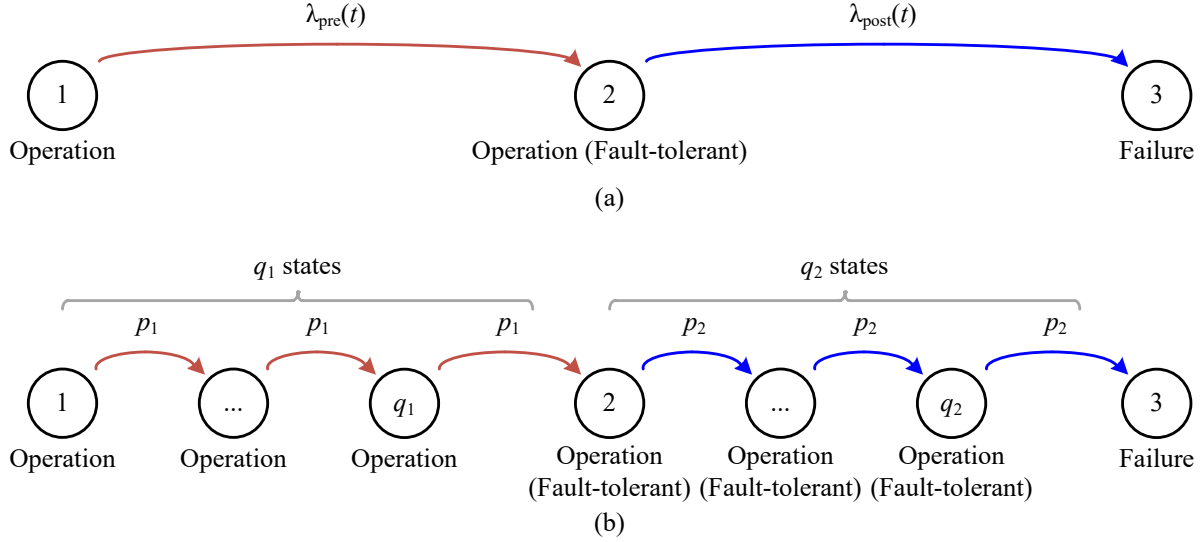 λpre(t) λpost(t)
1 2 3
Operation Operation (Fault-tolerant) Failure
(a)
q1 states q2 states
p1 p1 p1 p2 p2 p2
1 ... q1 2 ... q2 3
Operation Operation Operation Operation Operation Operation Failure
(Fault-tolerant) (Fault-tolerant) (Fault-tolerant)
(b)